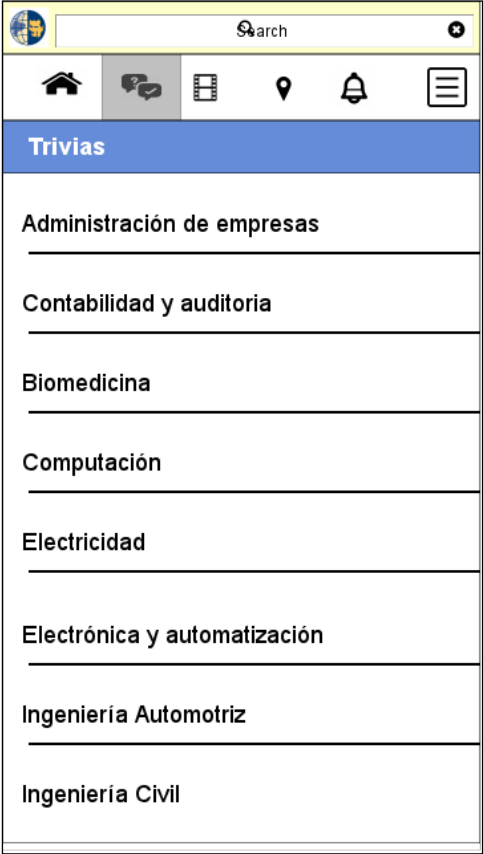 Search
Trivias
Administración de empresas
Contabilidad y auditoria
Biomedicina
Computación
Electricidad
Electrónica y automatización
Ingeniería Automotriz
Ingeniería Civil